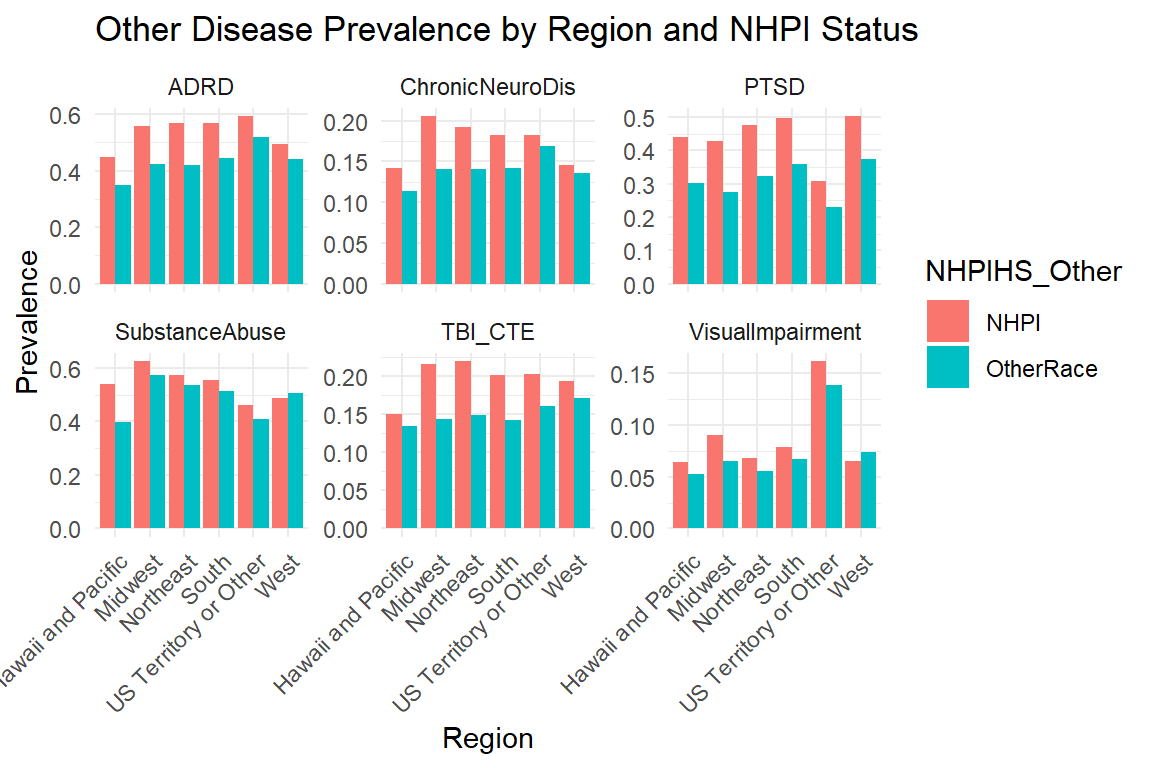 Other Disease Prevalence by Region and NHPI Status
ADRD
ChronicNeuroDis
PTSD
0.6
0.4
0.2
0.0
0.20
0.15
0.10
0.05
0.00
0.5
0.4
0.3
0.2
0.1
0.0
Prevalence
SubstanceAbuse
TBI_CTE
VisualImpairment
0.6
0.4
0.2
0.0
0.20
0.15
0.10
0.05
0.00
0.15
0.10
0.05
0.00
Hawaii and Pacific
Midwest
Northeast
South
US Territory or Other
West
Hawaii and Pacific
Midwest
Northeast
South
US Territory or Other
West
Hawaii and Pacific
Midwest
Northeast
South
US Territory or Other
West
Region
NHPIHS_Other
NHPI
OtherRace